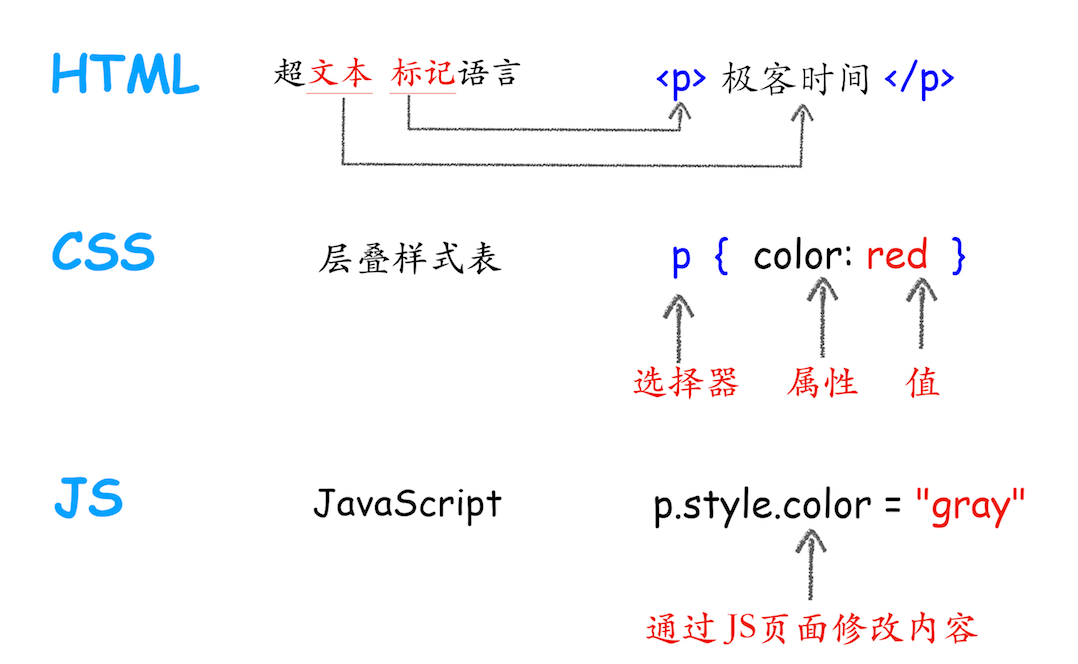 HTML 超文本 标记语言 <p> 极客时间 </p>
CSS 层叠样式表 p { color: red }
选择器 属性 值
JS JavaScript p.style.color = "gray"
通过JS页面修改内容